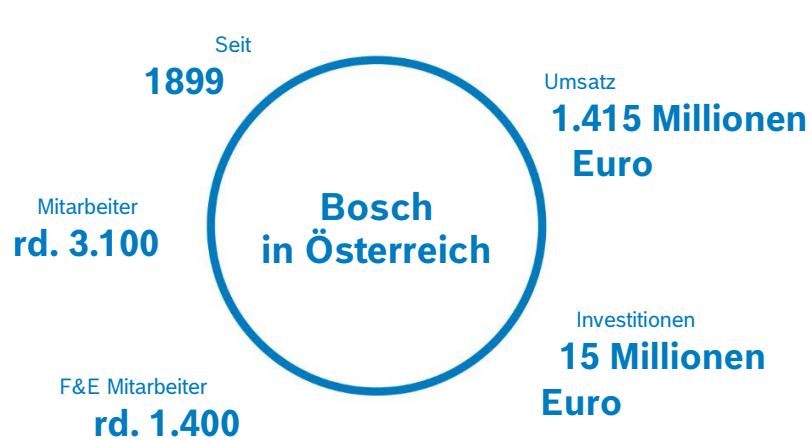 Seit
1899
Mitarbeiter
rd. 3.100
F&E Mitarbeiter
rd. 1.400
Bosch
in Österreich
Umsatz
1.415 Millionen
Euro
Investitionen
15 Millionen
Euro